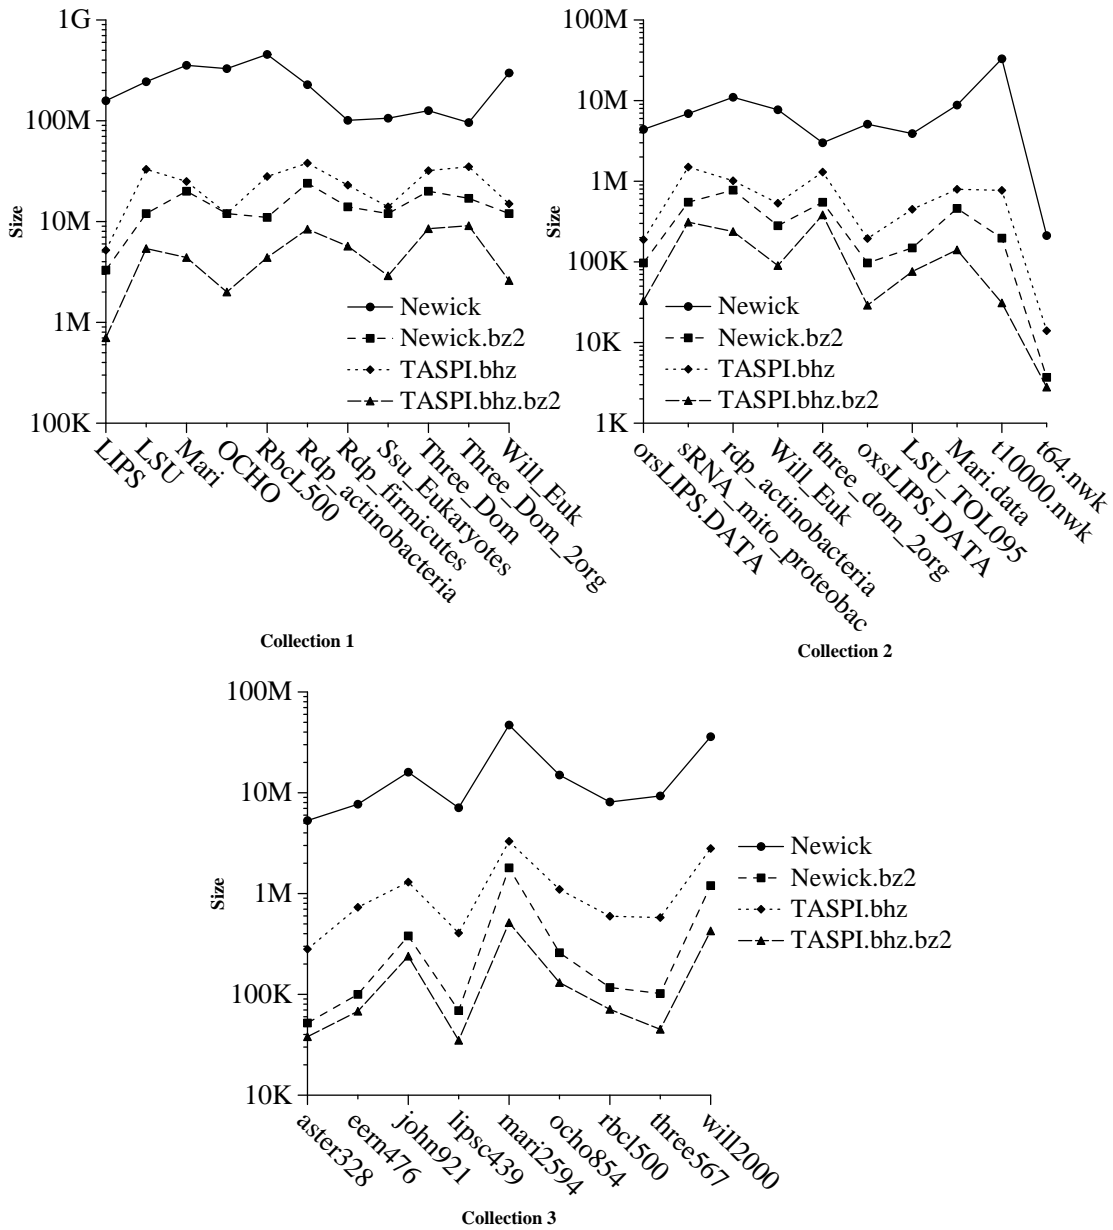 1G
100M
10M
1M
100K
Size
Newick
Newick.bz2
TASPI.bhz
TASPI.bhz.bz2
LIPS
LSU
Mari
OCHO
RbcL500
Rdp_actinobacteria
Rdp_firmicutes
Ssu_Eukaryotes
Three_Dom
Three_Dom_2org
Will_Euk
Collection 1
100M
10M
1M
100K
10K
1K
Size
Newick
Newick.bz2
TASPI.bhz
TASPI.bhz.bz2
orsLIPS.DATA
sRNA_mito_proteobac
rdp_actinobacteria
Will_Euk
three_dom_2org
oxsLIPS.DATA
LSU_TOL095
Mari.data
t10000.nwk
t64.nwk
Collection 2
100M
10M
1M
100K
10K
Size
Newick
Newick.bz2
TASPI.bhz
TASPI.bhz.bz2
aster328
eern476
john921
lipsc439
mari2594
ocho854
rbcl500
three567
will2000
Collection 3